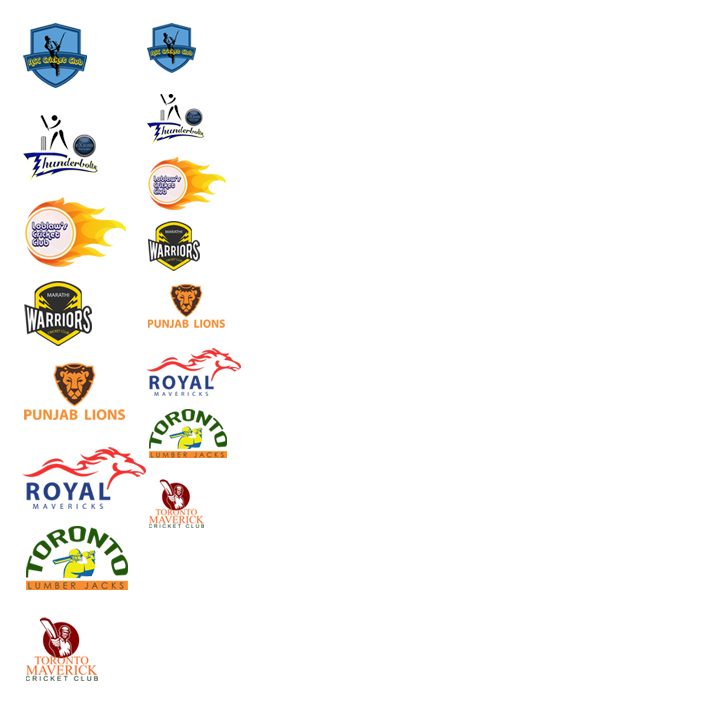 Cricket Club
Thunderbolts
Loblaw's
Cricket
Club
MARATHI
WARRIORS
CRICKET CLUB
PUNJAB LIONS
ROYAL
MAVERICKS
TORONTO
LUMBER JACKS
TORONTO
MAVERICK
CRICKET CLUB
Cricket Club
Thunderbolts
Loblaw's
Cricket
Club
MARATHI
WARRIORS
PUNJAB LIONS
ROYAL
MAVERICKS
TORONTO
LUMBER JACKS
TORONTO
MAVERICK
CRICKET CLUB